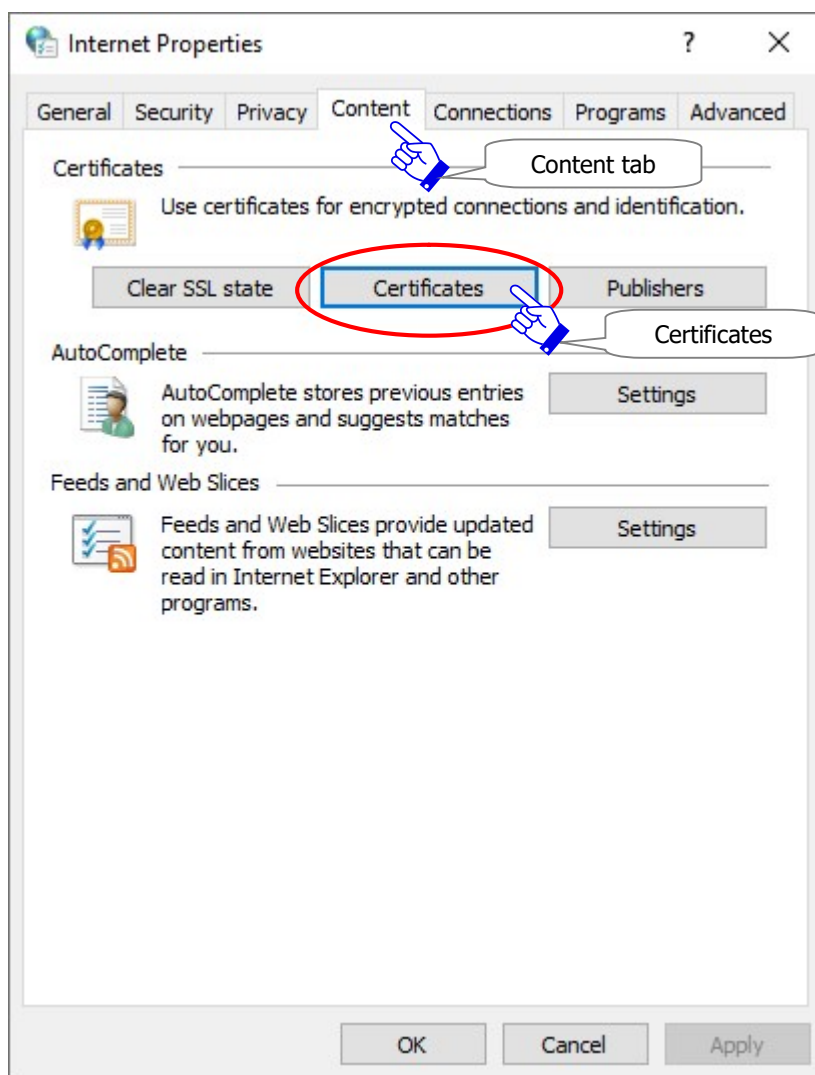 Internet Properties
?
General Security Privacy Content Connections Programs Advanced
Content tab
Certificates
Use certificates for encrypted connections and identification.
Clear SSL state Certificates Publishers
Certificates
AutoComplete
AutoComplete stores previous entries
on webpages and suggests matches
for you.
Settings
Feeds and Web Slices
Feeds and Web Slices provide updated
content from websites that can be
read in Internet Explorer and other
programs.
Settings
OK Cancel Apply